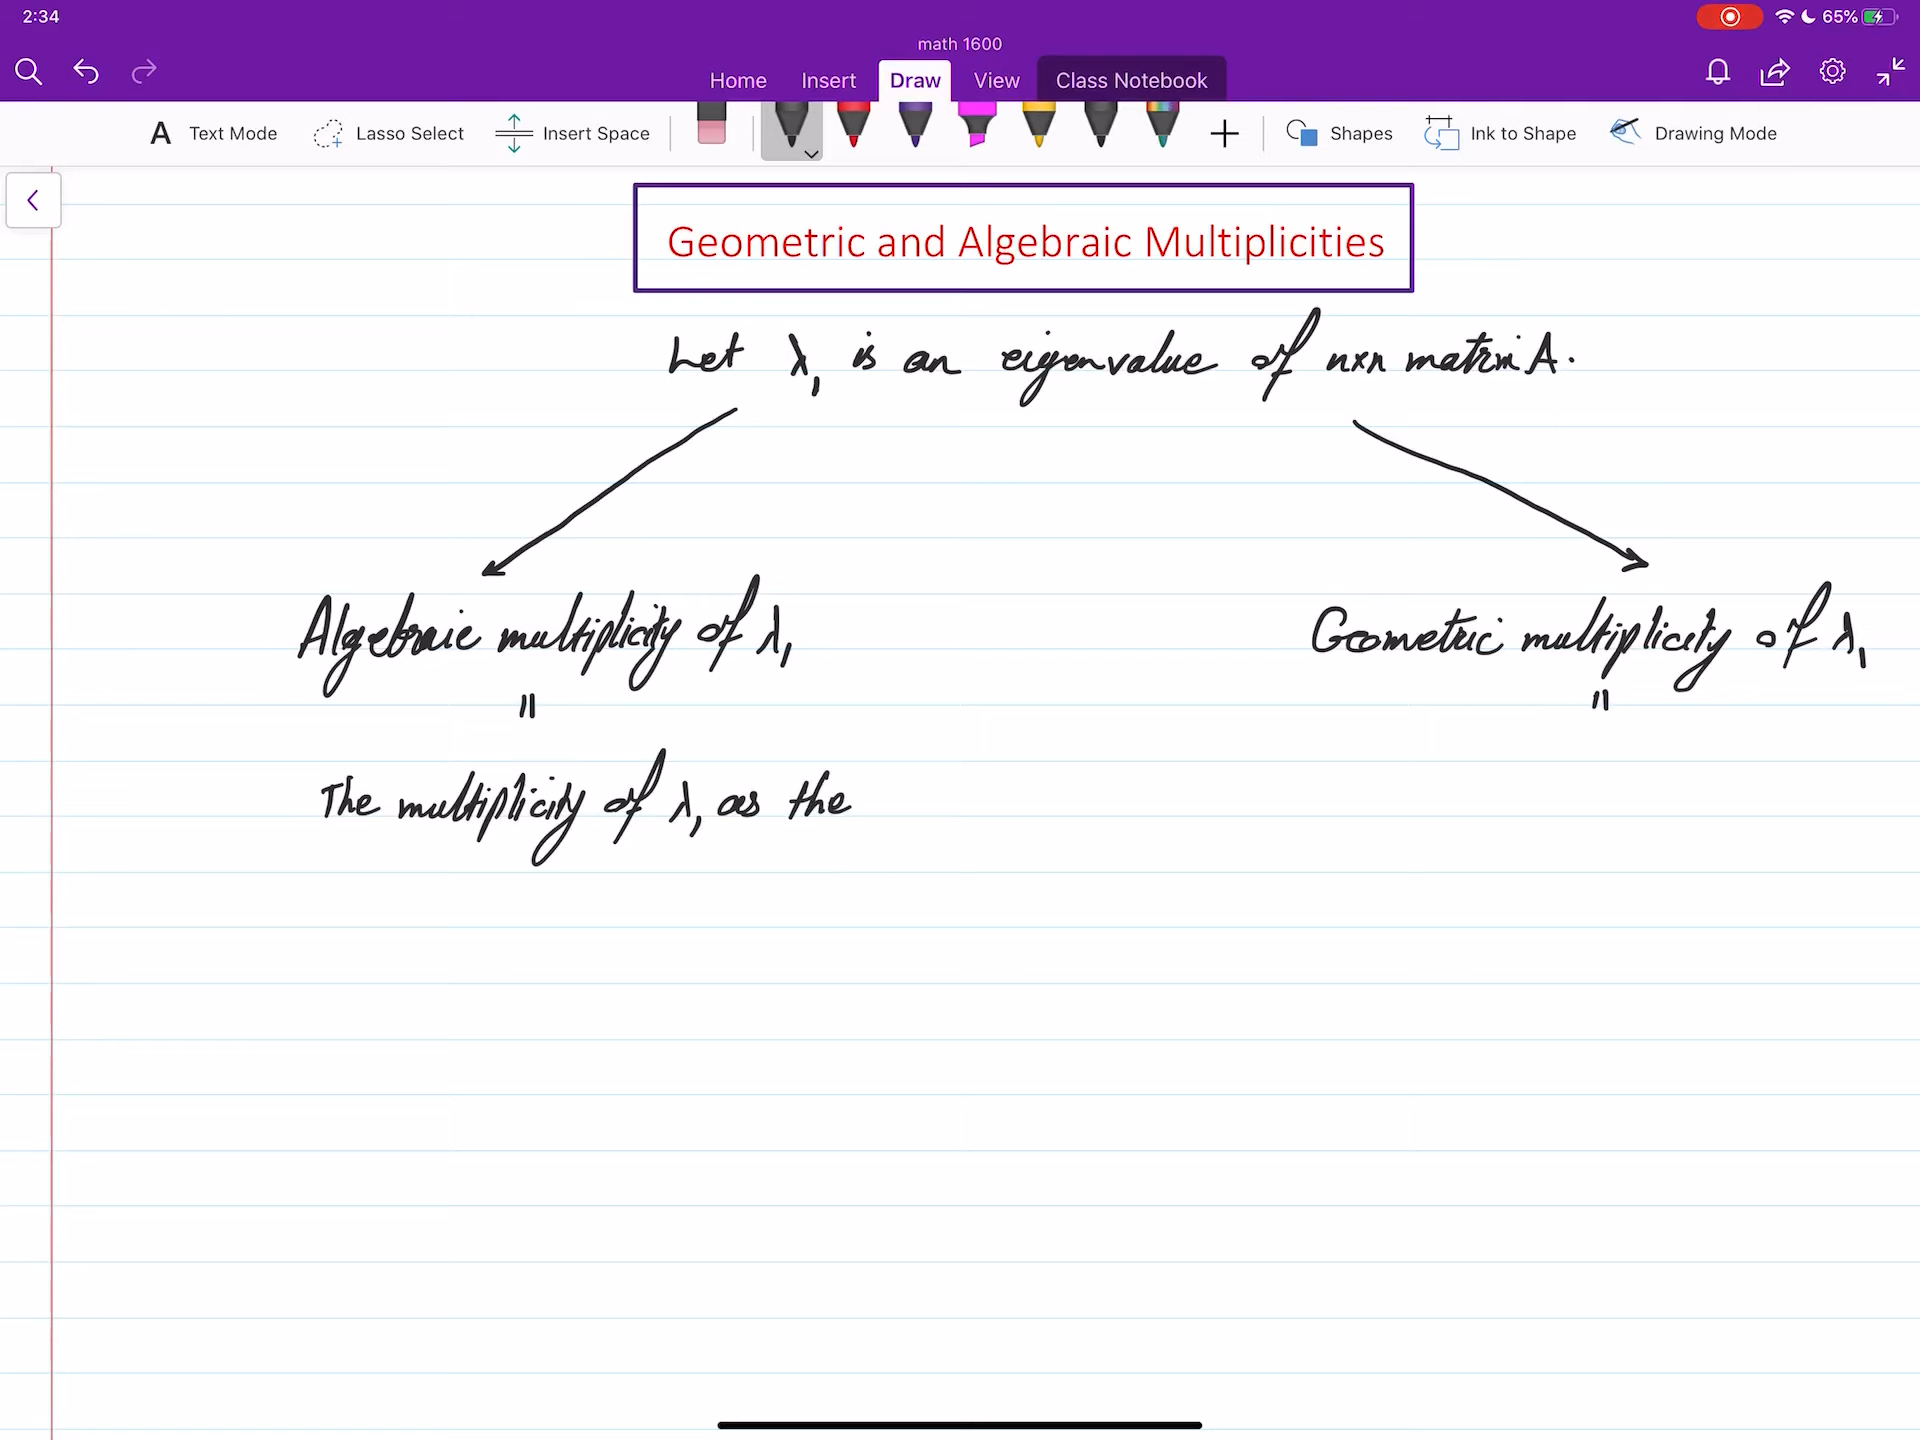 2:34
65%
math 1600
Home Insert Draw View Class Notebook
A Text Mode Lasso Select Insert Space Shapes Ink to Shape Drawing Mode
Geometric and Algebraic Multiplicities
Let λ₁ is an eigenvalue of n×n matrix A.
Algebraic multiplicity of λ₁
Geometric multiplicity of λ₁
=
=
The multiplicity of λ₁ as the